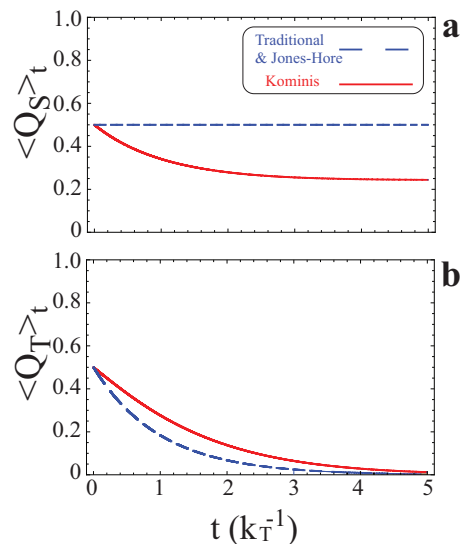 a
Traditional
& Jones-Hore
Kominis
1.0
0.8
0.6
0.4
0.2
0
<Q_S>_t
b
1.0
0.8
0.6
0.4
0.2
0
<Q_T>_t
0 1 2 3 4 5
t (k_T^-1)